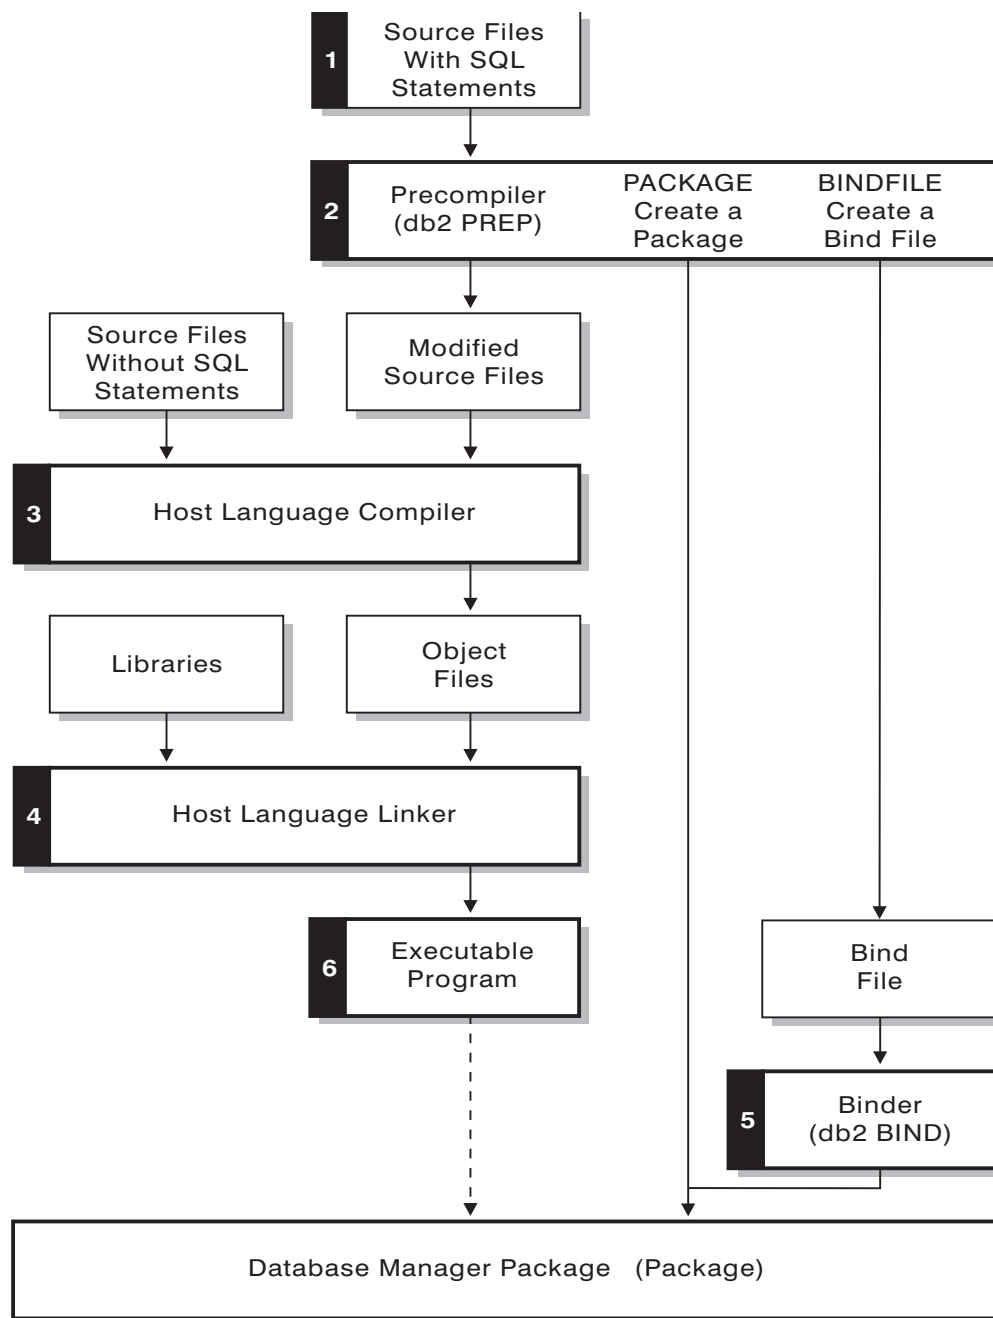 1
Source Files
With SQL
Statements
2
Precompiler
(db2 PREP)
PACKAGE
Create a
Package
BINDFILE
Create a
Bind File
Source Files
Without SQL
Statements
Modified
Source Files
3
Host Language Compiler
Libraries
Object
Files
4
Host Language Linker
6
Executable
Program
Bind
File
5
Binder
(db2 BIND)
Database Manager Package (Package)